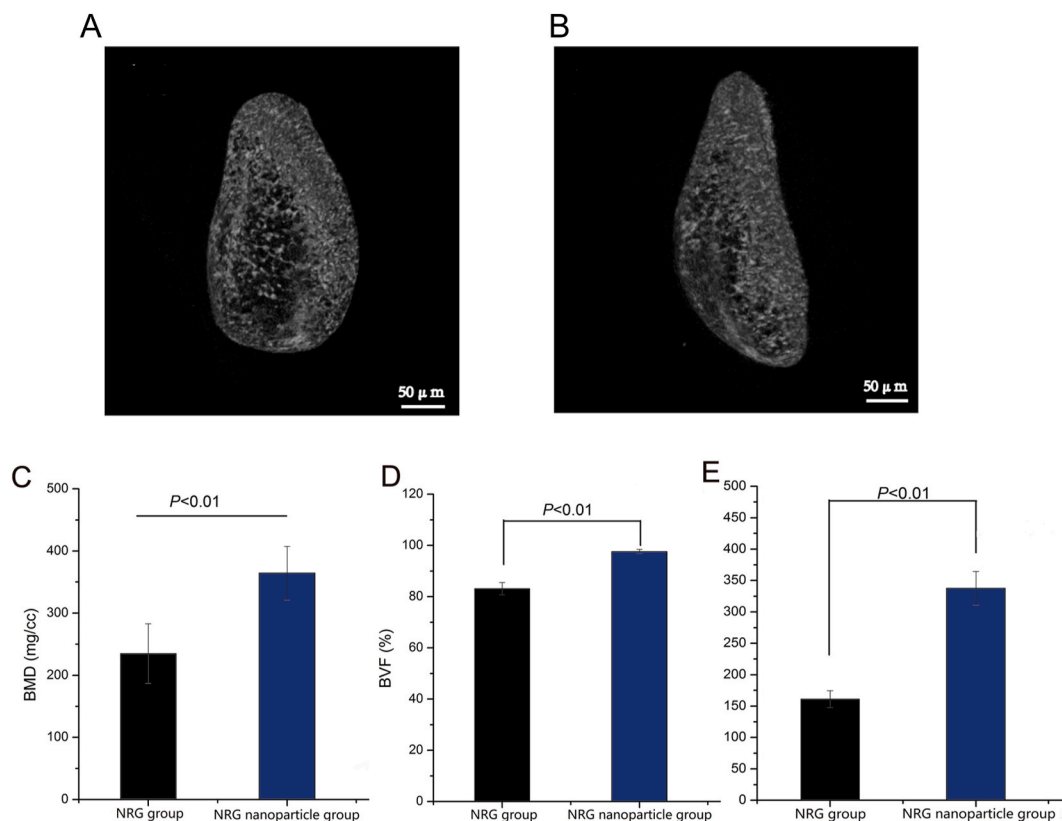 A
B
50 μ m
50 μ m
C
500
400
300
200
100
0
BMD (mg/cc)
P<0.01
NRG group
NRG nanoparticle group
D
120
100
80
60
40
20
0
BVF (%)
P<0.01
NRG group
NRG nanoparticle group
E
500
450
400
350
300
250
200
150
100
50
0
P<0.01
NRG group
NRG nanoparticle group